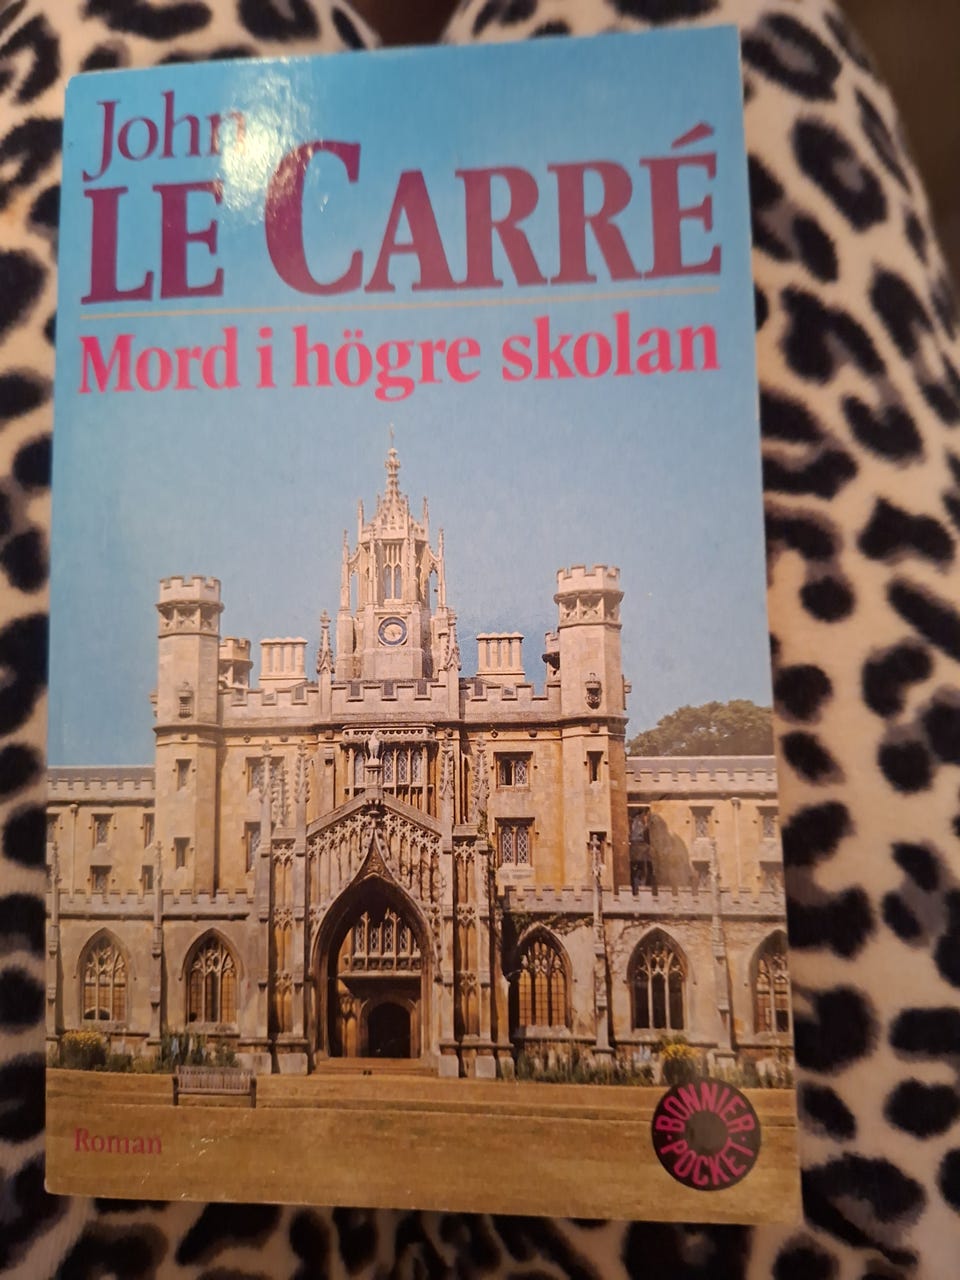 John
LE CARRÉ
Mord i högre skolan
Roman
BONNIER
POCKET